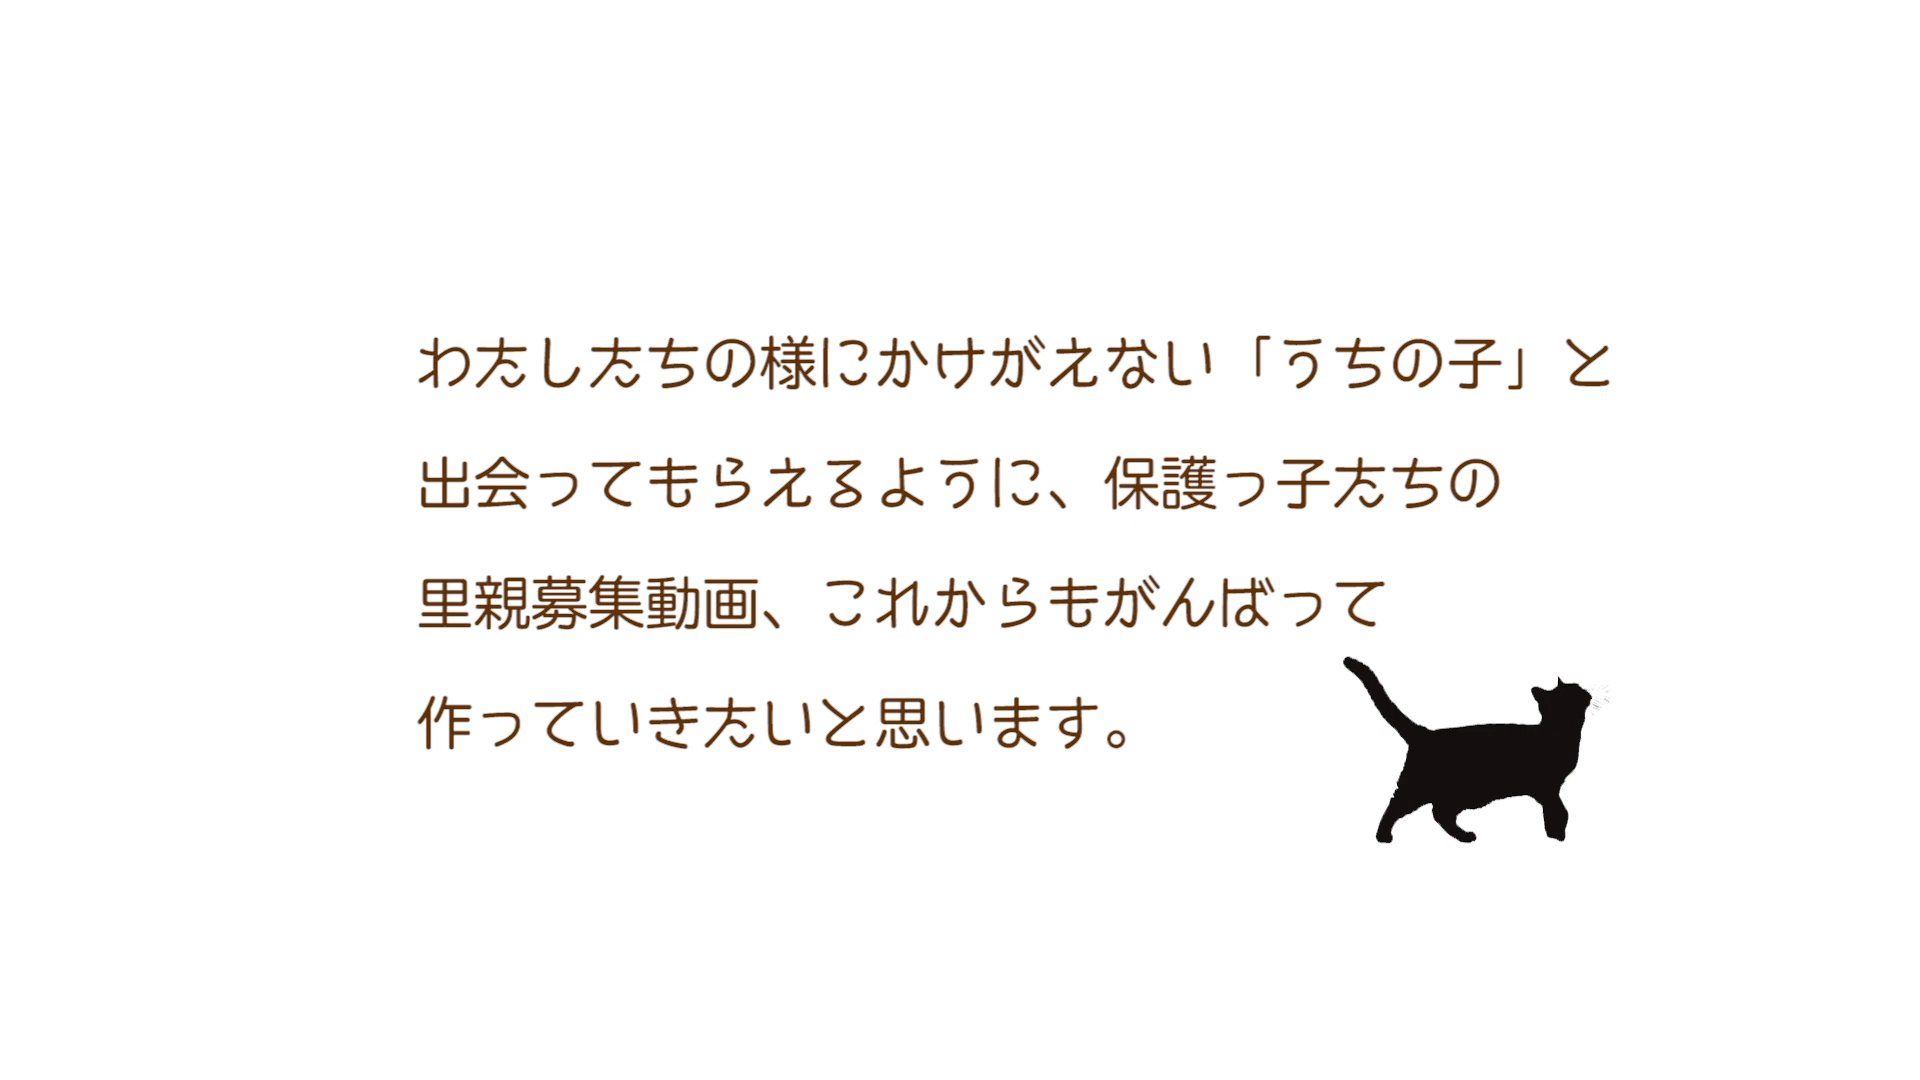 わたしたちの様にかけがえない「うちの子」と
出会ってもらえるように、保護っ子たちの
里親募集動画、これからもがんばって
作っていきたいと思います。